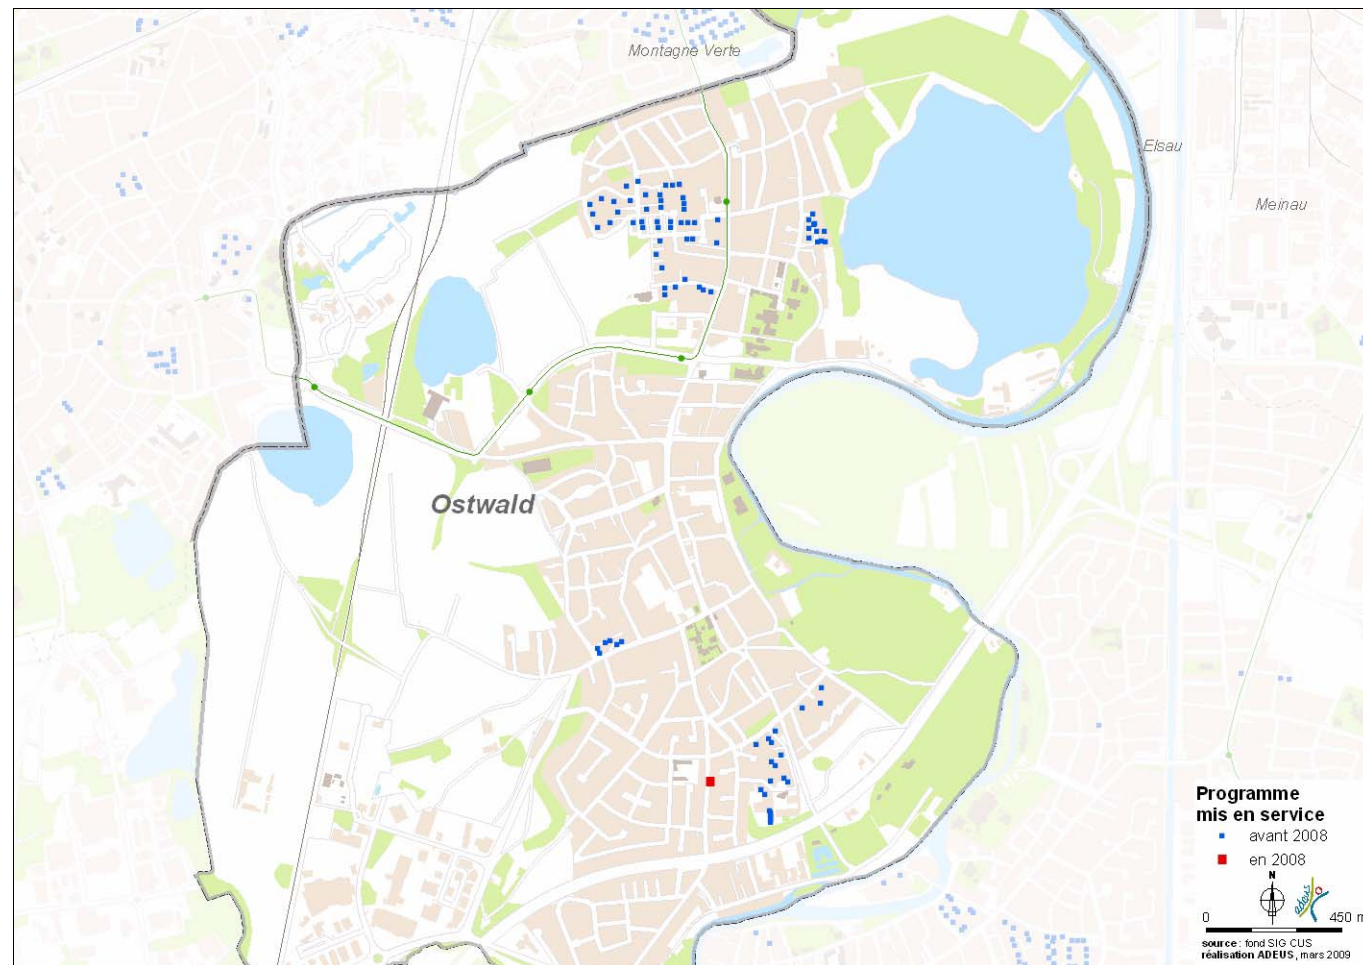 Montagne Verte
Elsau
Meinau
Ostwald
Programme
mis en service
avant 2008
en 2008
N
adeus
0 450 m
source : fond SIG CUS
réalisation ADEUS, mars 2009